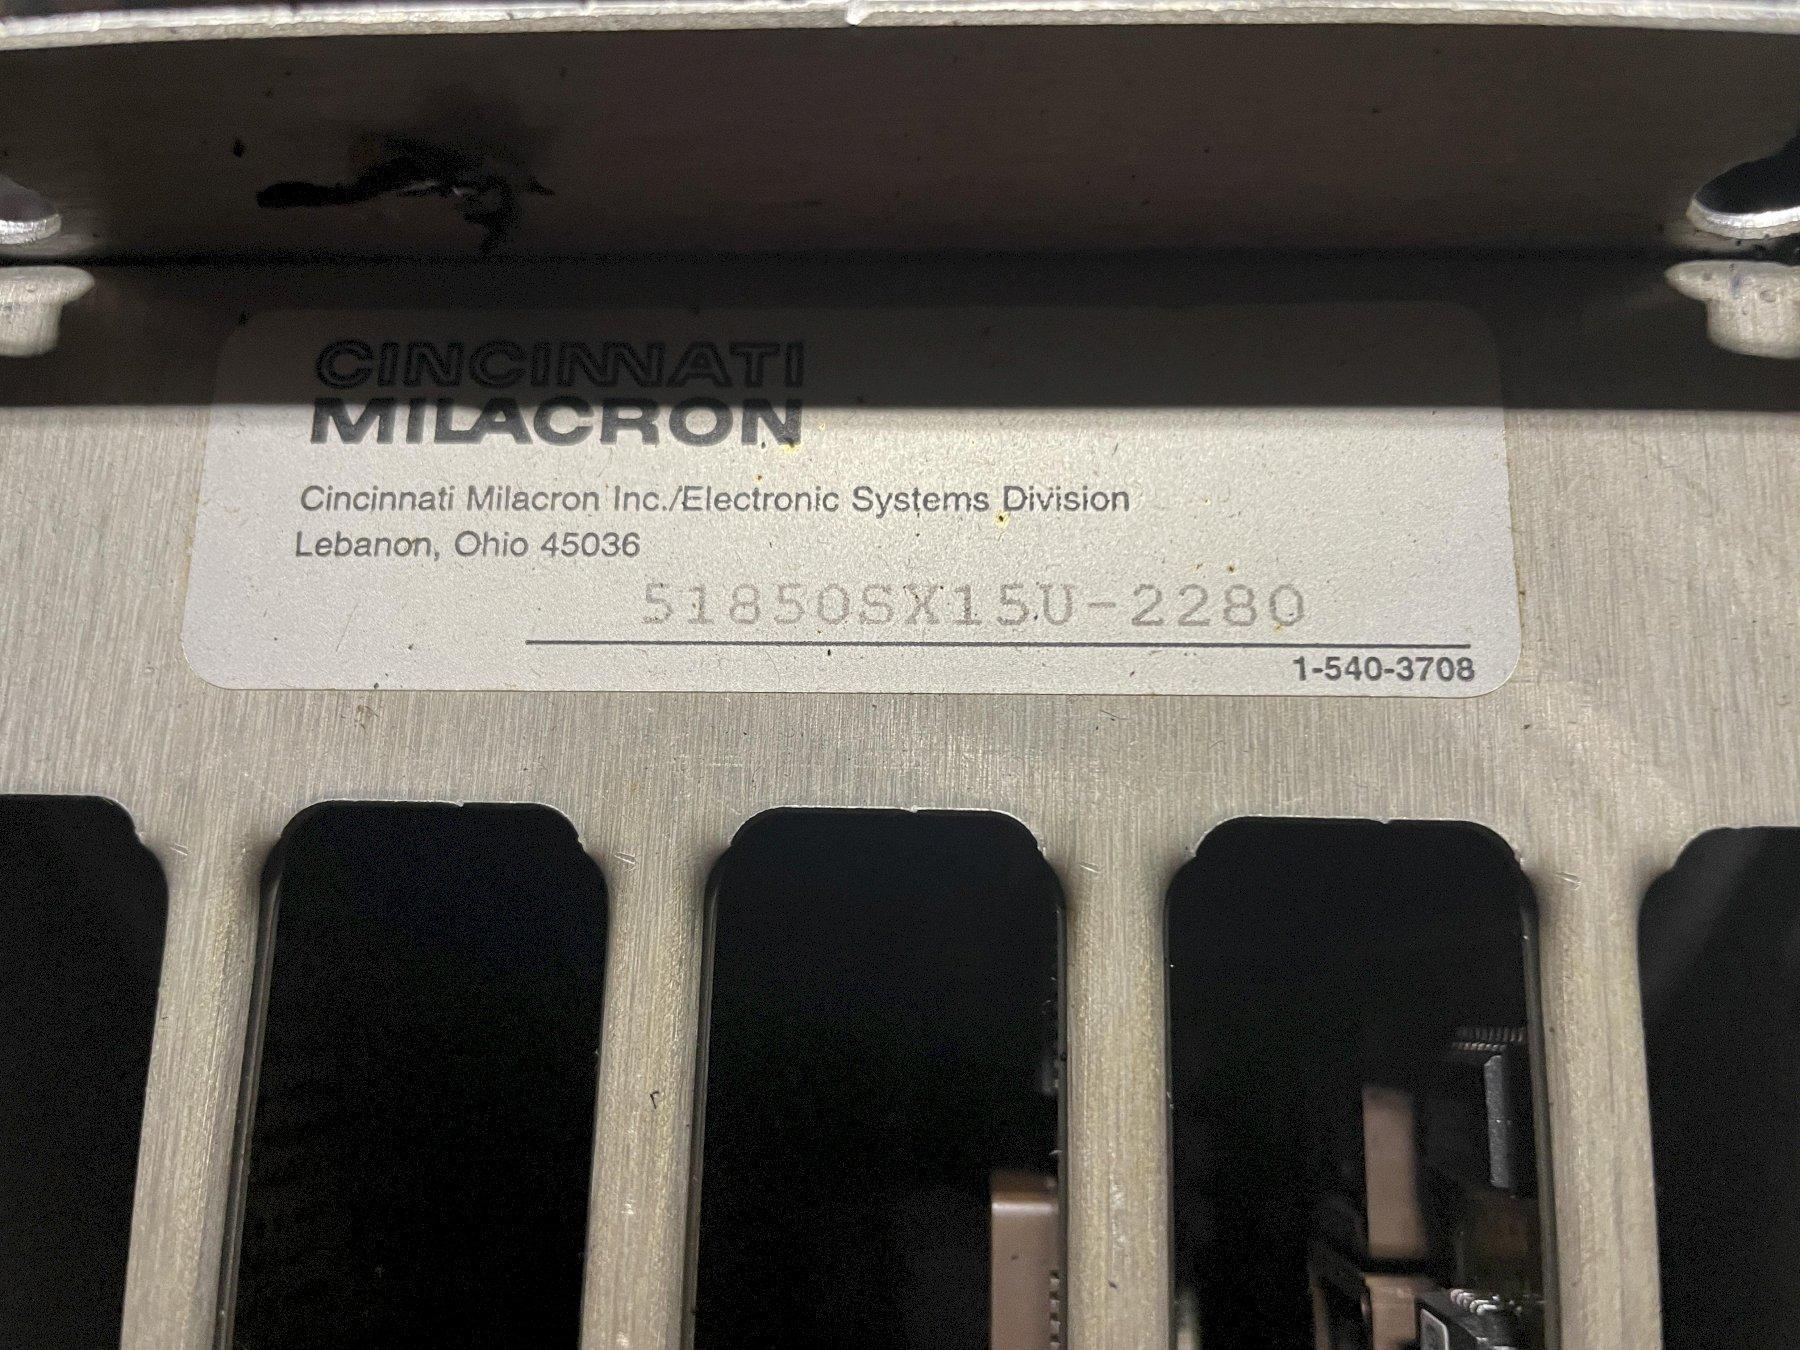 CINCINNATI
MILACRON
Cincinnati Milacron Inc./Electronic Systems Division
Lebanon, Ohio 45036
51850SX15U-2280
1-540-3708